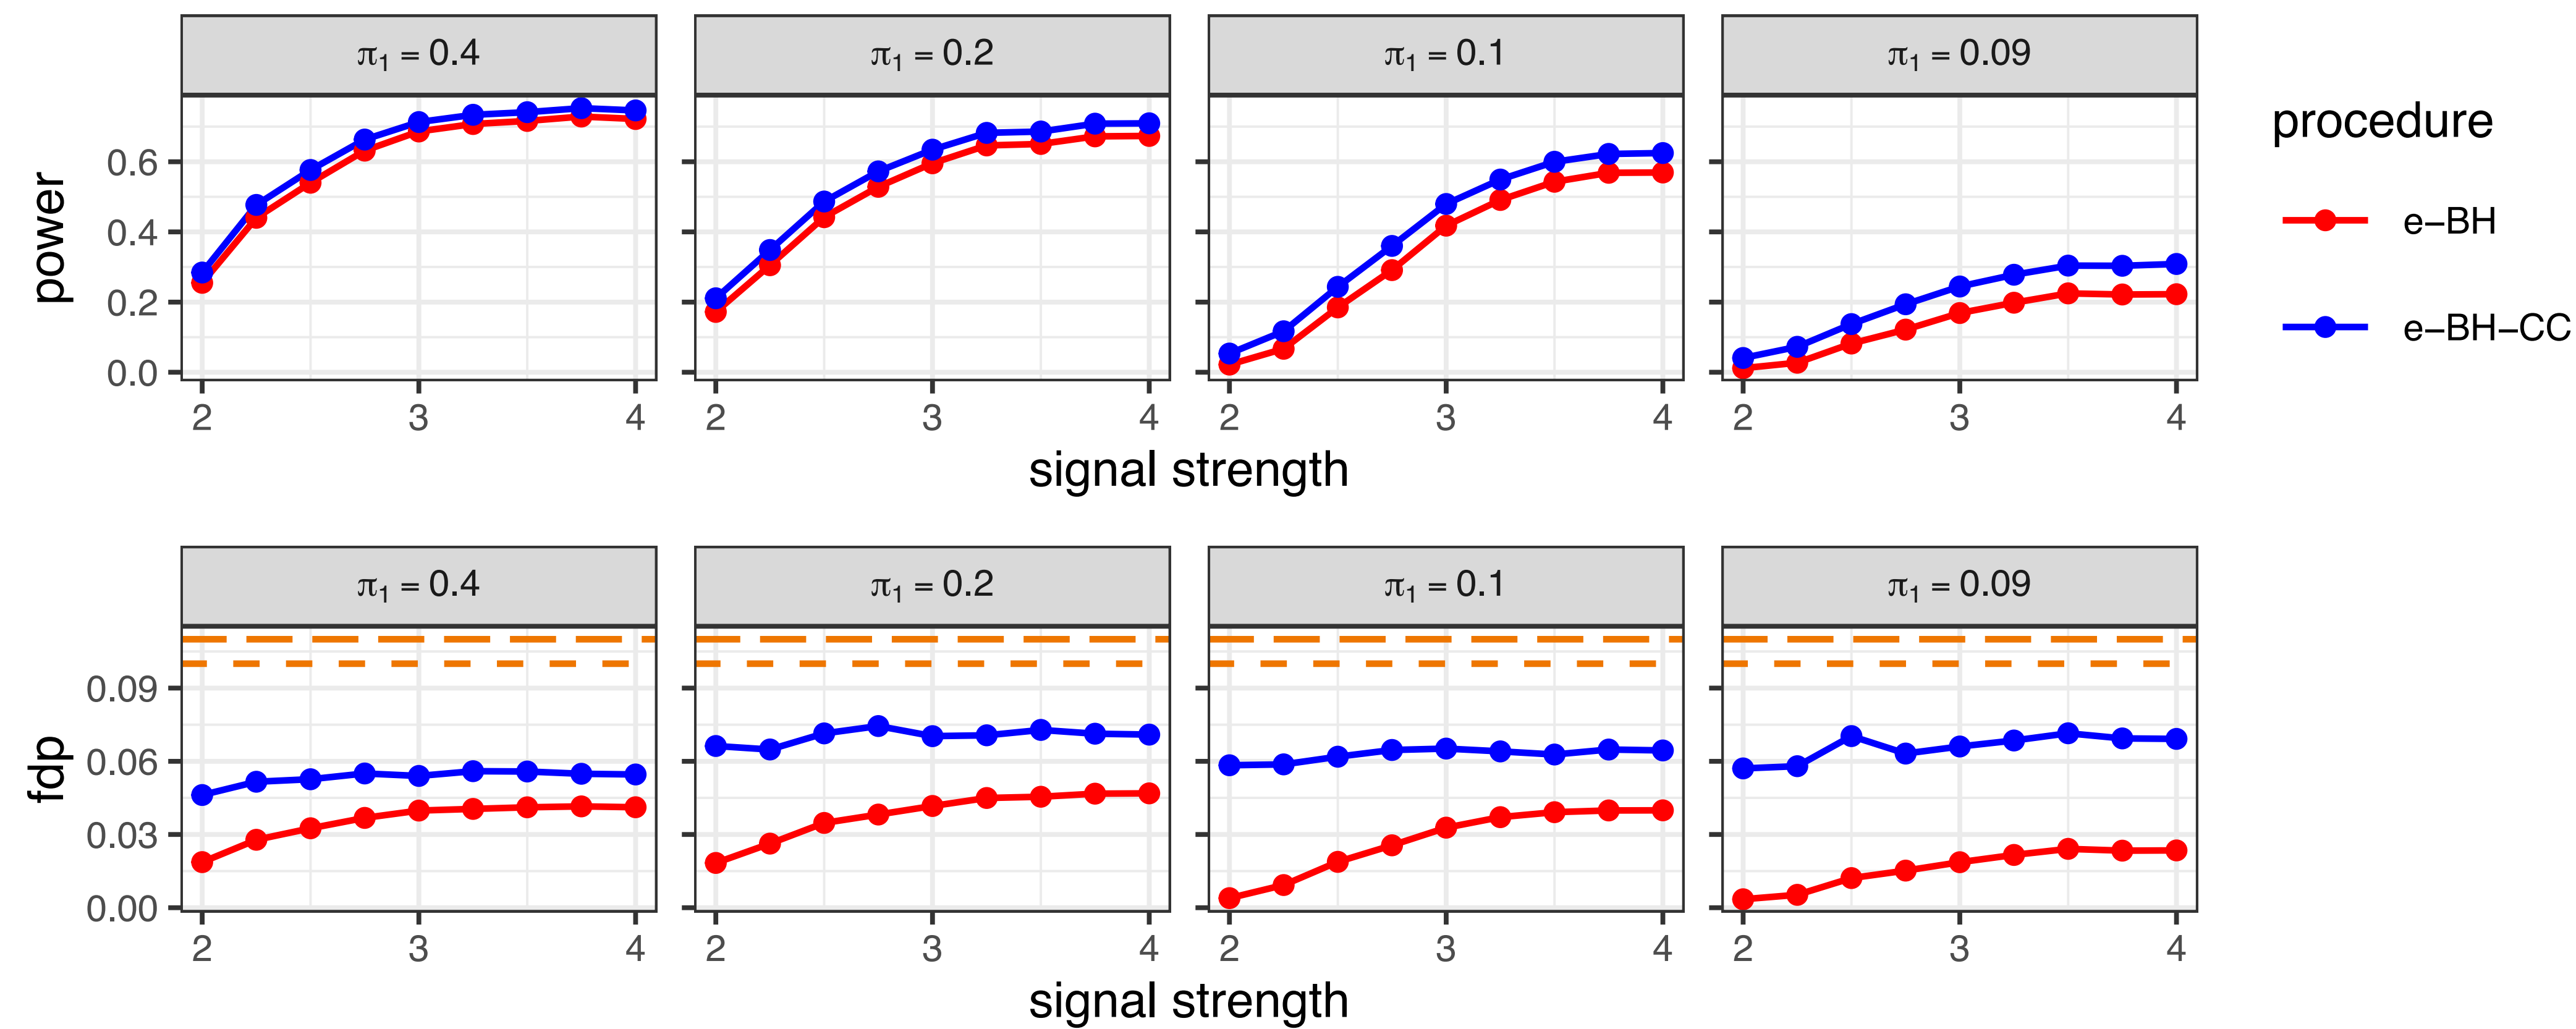 π₁ = 0.4 π₁ = 0.2 π₁ = 0.1 π₁ = 0.09
power
0.6
0.4
0.2
0.0
2 3 4 2 3 4 2 3 4 2 3 4
signal strength
procedure
e−BH
e−BH−CC
π₁ = 0.4 π₁ = 0.2 π₁ = 0.1 π₁ = 0.09
fdp
0.09
0.06
0.03
0.00
2 3 4 2 3 4 2 3 4 2 3 4
signal strength